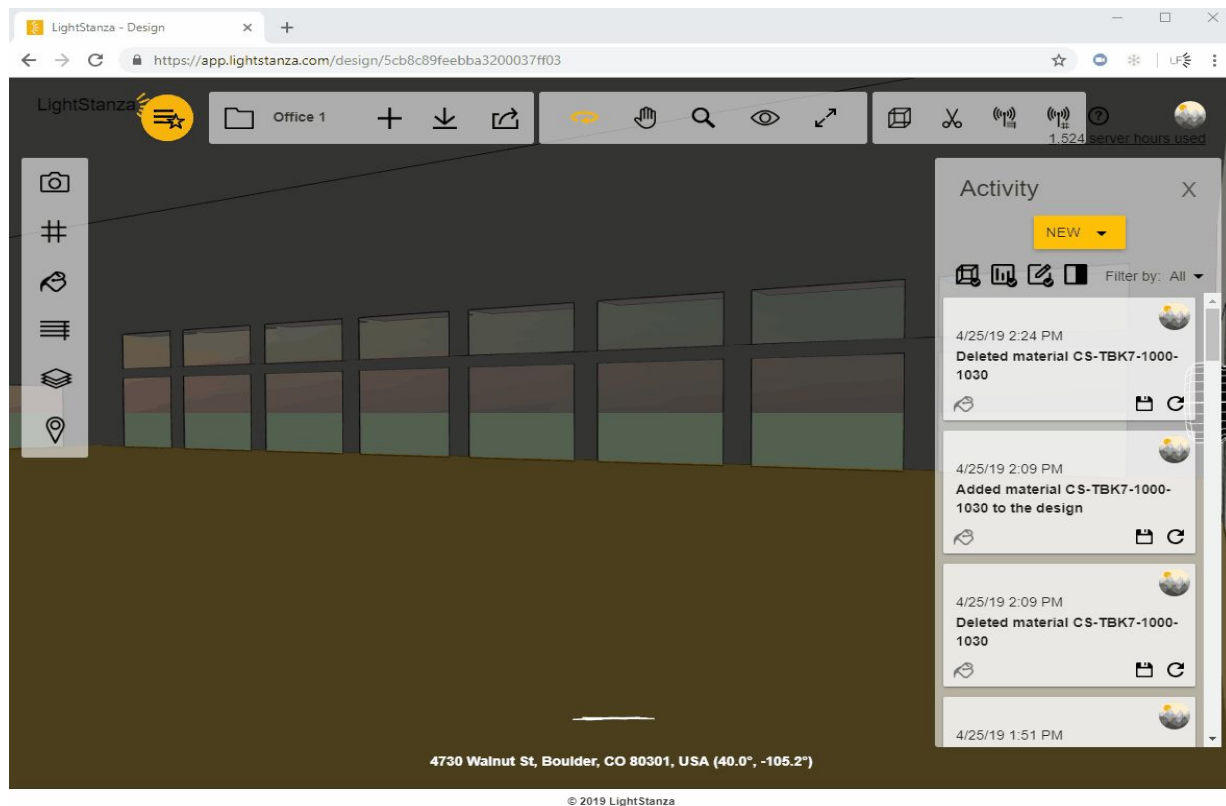 LightStanza - Design
https://app.lightstanza.com/design/5cb8c89feebba3200037ff03
LightStanza
Office 1
1.524 server hours used
Activity
X
NEW
Filter by: All
4/25/19 2:24 PM
Deleted material CS-TBK7-1000-
1030
4/25/19 2:09 PM
Added material CS-TBK7-1000-
1030 to the design
4/25/19 2:09 PM
Deleted material CS-TBK7-1000-
1030
4/25/19 1:51 PM
4730 Walnut St, Boulder, CO 80301, USA (40.0°, -105.2°)
© 2019 LightStanza